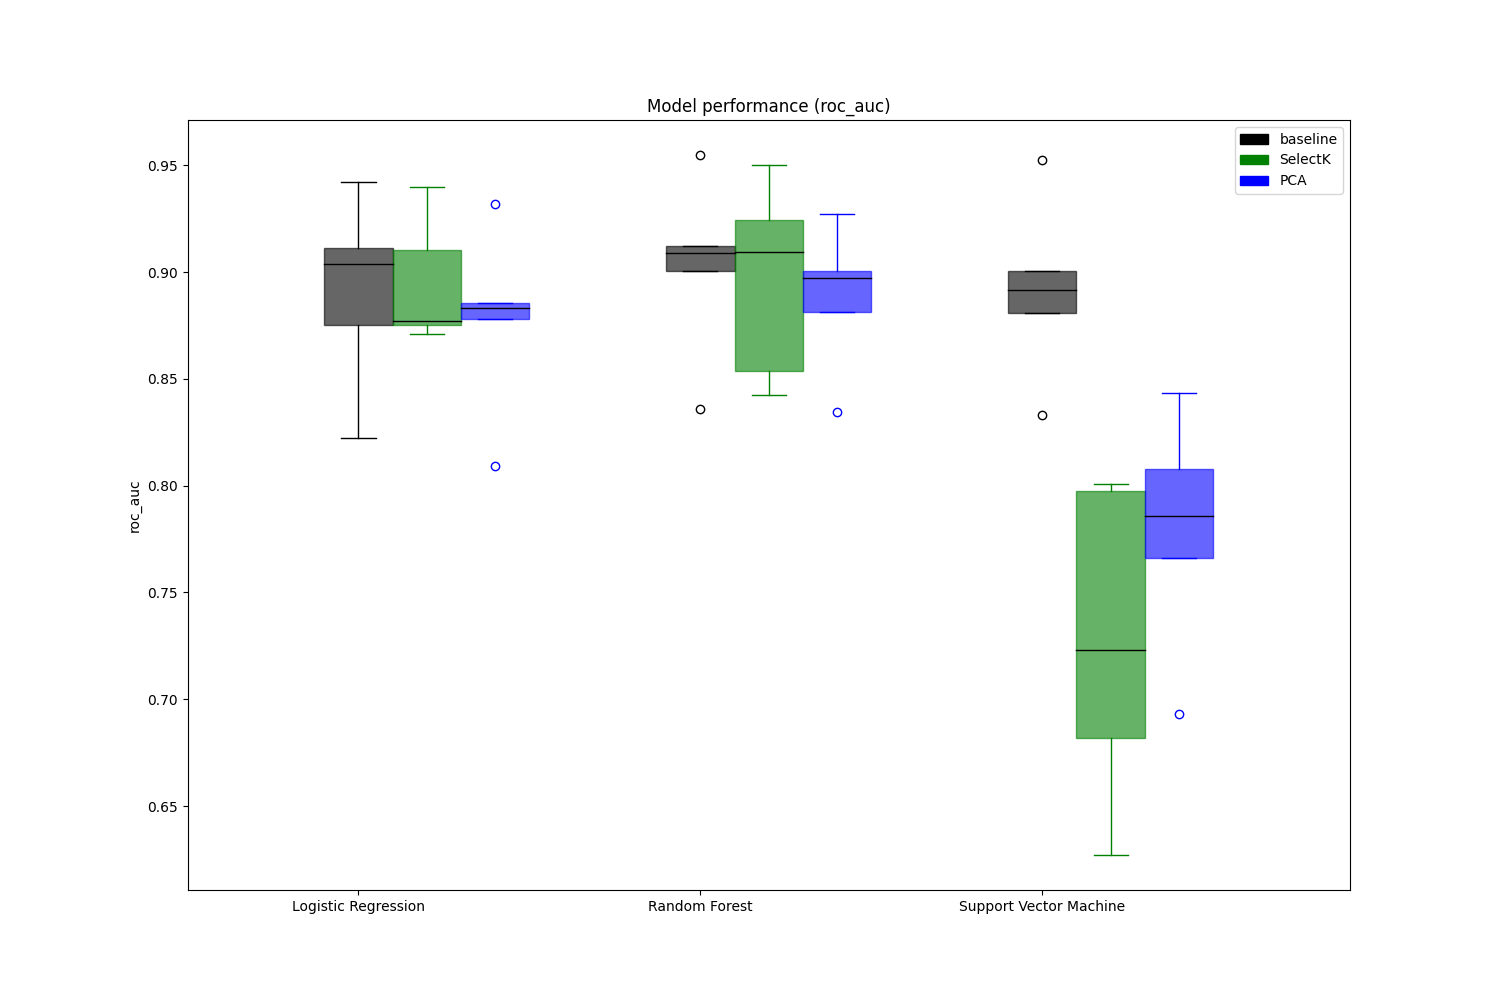 Model performance (roc_auc)
baseline
SelectK
PCA
0.95
0.90
0.85
0.80
0.75
0.70
0.65
roc_auc
Logistic Regression
Random Forest
Support Vector Machine